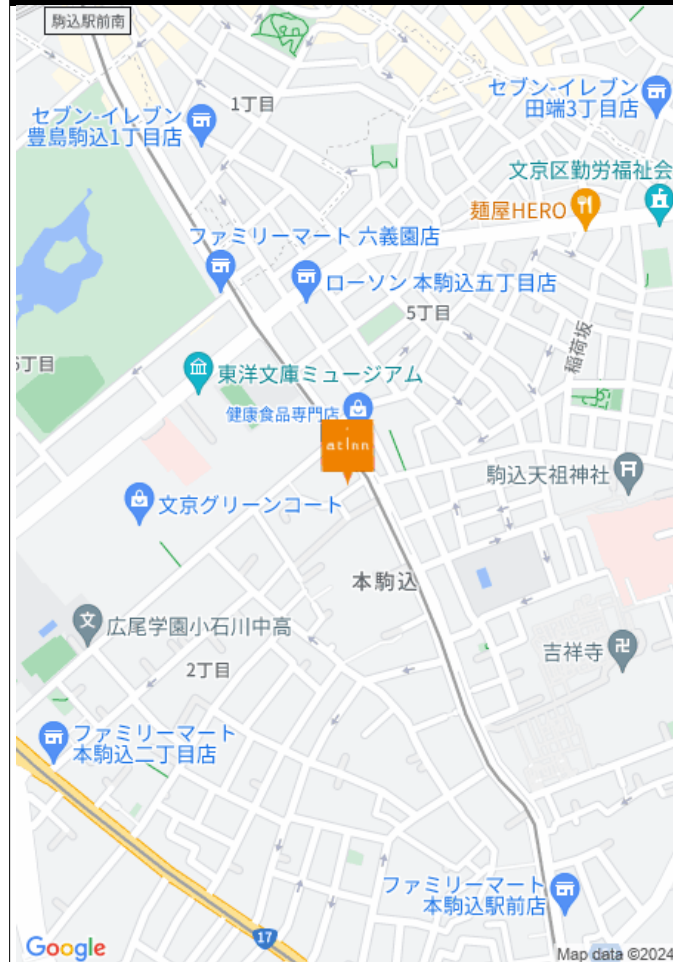 駒込駅前南
セブン-イレブン
豊島駒込1丁目店
1丁目
セブン-イレブン
田端3丁目店
文京区勤労福祉会
麺屋HERO
ファミリーマート 六義園店
ローソン 本駒込五丁目店
5丁目
稲荷坂
6丁目
東洋文庫ミュージアム
健康食品専門店
at Inn
駒込天祖神社
文京グリーンコート
本駒込
広尾学園小石川中高
吉祥寺
2丁目
ファミリーマート
本駒込二丁目店
ファミリーマート
本駒込駅前店
17
Google
Map data ©2024